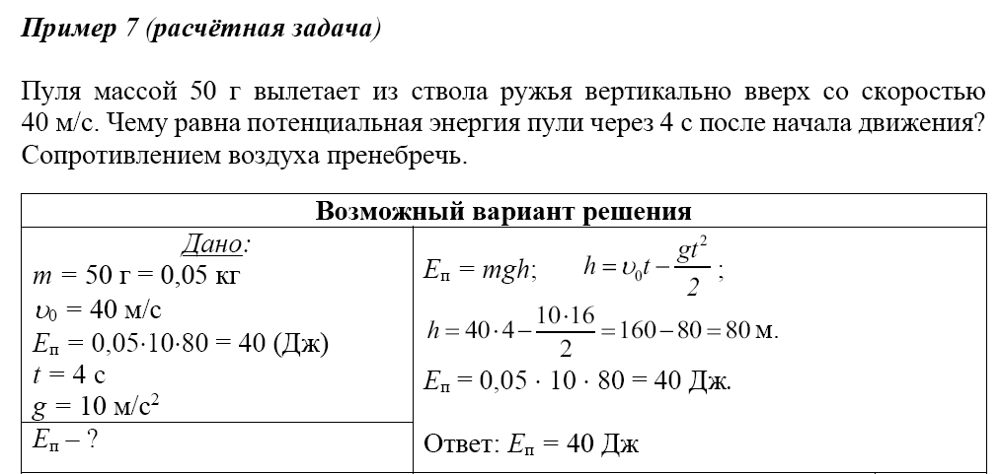 Пример 7 (расчётная задача)
Пуля массой 50 г вылетает из ствола ружья вертикально вверх со скоростью
40 м/с. Чему равна потенциальная энергия пули через 4 с после начала движения?
Сопротивлением воздуха пренебречь.
Возможный вариант решения
Дано:
m = 50 г = 0,05 кг
υ₀ = 40 м/с
Eп = 0,05·10·80 = 40 (Дж)
t = 4 с
g = 10 м/с²
Eп – ?
Eп = mgh; h = υ₀t − gt²/2 ;
h = 40·4 − 10·16/2 = 160 − 80 = 80 м.
Eп = 0,05 · 10 · 80 = 40 Дж.
Ответ: Eп = 40 Дж